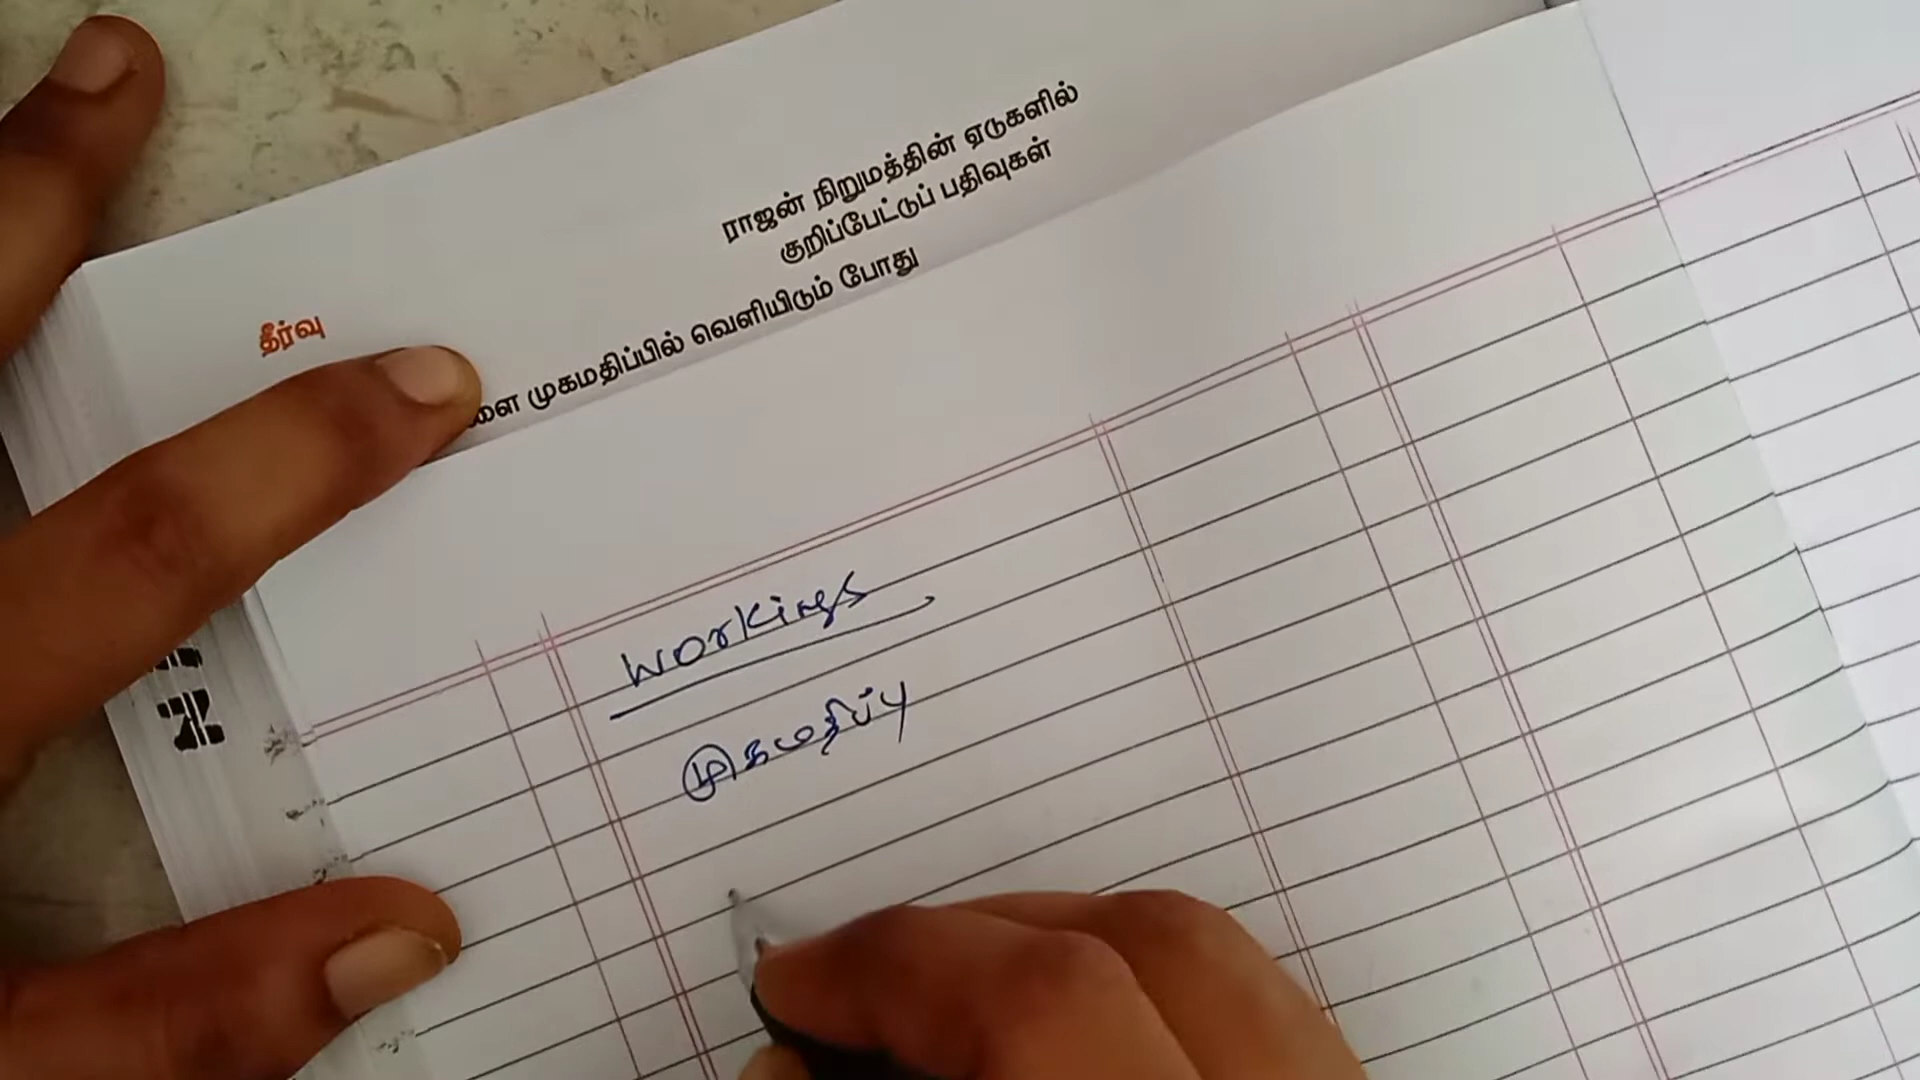 ராஜன் நிறுமத்தின் ஏடுகளில்
குறிப்பேட்டுப் பதிவுகள்
தீர்வு
ளை முகமதிப்பில் வெளியிடும் போது
Workings
முகமதிப்பு